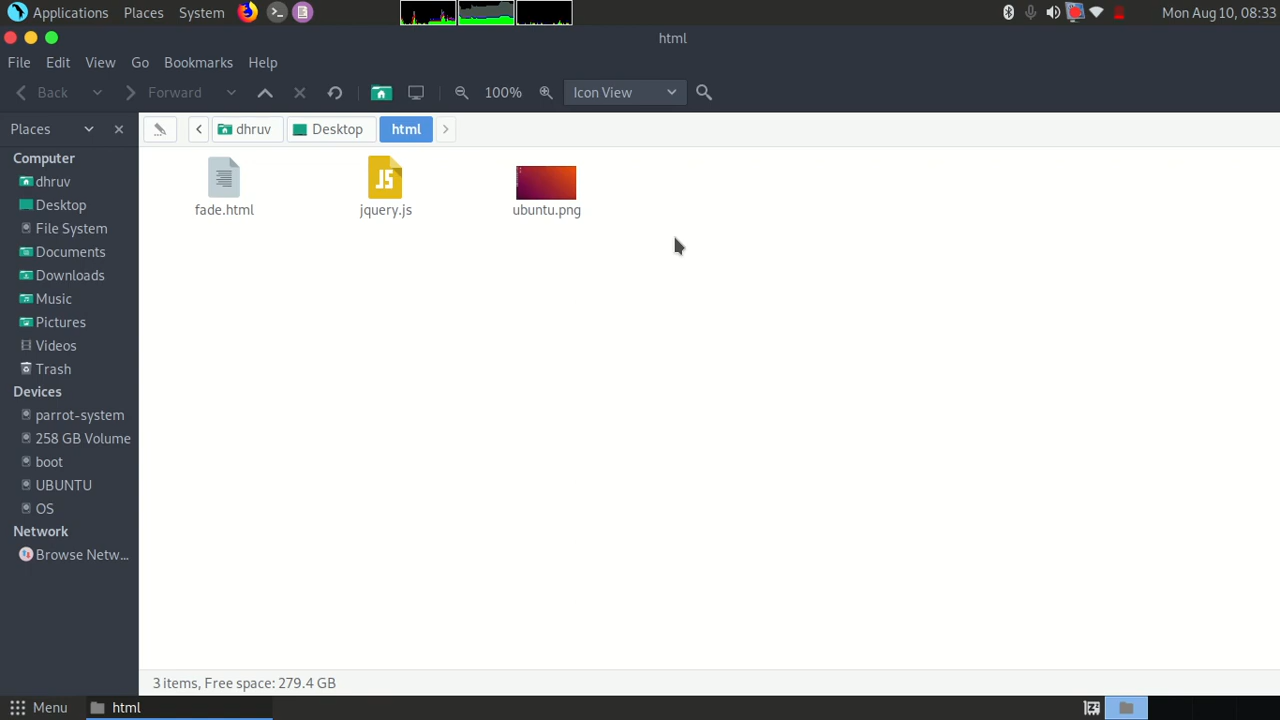 Applications Places System Mon Aug 10, 08:33
html
File Edit View Go Bookmarks Help
Back Forward 100% Icon View
Places dhruv Desktop html
Computer
dhruv
Desktop
File System
Documents
Downloads
Music
Pictures
Videos
Trash
Devices
parrot-system
258 GB Volume
boot
UBUNTU
OS
Network
Browse Netw...
JS
fade.html jquery.js ubuntu.png
3 items, Free space: 279.4 GB
Menu html